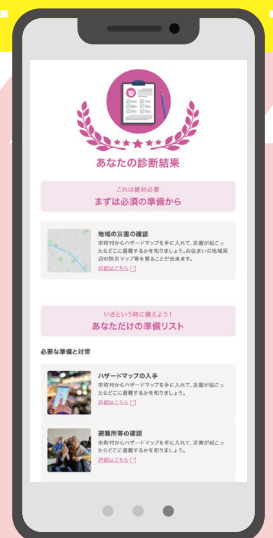 あなたの診断結果
これは絶対必要
まずは必須の準備から
地域の災害の確認
市町村からハザードマップを手に入れて、災害が起こっ
たらどこに避難するかを知りましょう。お住まいの地域周
辺の防災マップ等を見ることが出来ます。
詳細はこちら
いざという時に備えよう!
あなただけの準備リスト
必要な準備と対策
ハザードマップの入手
市町村からハザードマップを手に入れて、災害が起こっ
たらどこに避難するかを知りましょう。
詳細はこちら
避難所等の確認
市町村からハザードマップを手に入れて、災害が起こっ
たらどこに避難するかを知りましょう。
詳細はこちら